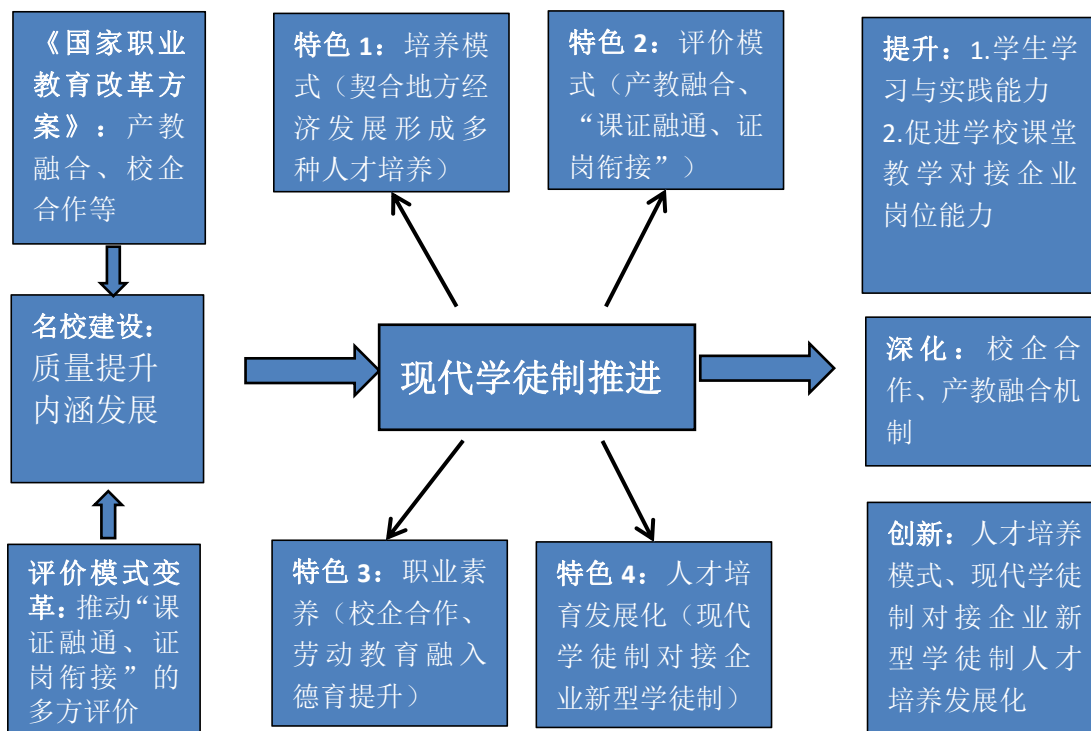 《国家职业
教育改革方
案》：产教
融合、校企
合作等
名校建设：
质量提升
内涵发展
评价模式变
革：推动“课
证融通、证
岗衔接”的
多方评价
特色 1：培养模
式（契合地方经
济发展形成多
种人才培养）
特色 2：评价模
式（产教融合、
“课证融通、证
岗衔接”）
现代学徒制推进
特色 3：职业素
养（校企合作、
劳动教育融入
德育提升）
特色 4：人才培
育发展化（现代
学徒制对接企
业新型学徒制）
提升：1.学生学
习与实践能力
2.促进学校课堂
教学对接企业
岗位能力
深化：校企合
作、产教融合机
制
创新：人才培养
模式、现代学徒
制对接企业新
型学徒制人才
培养发展化